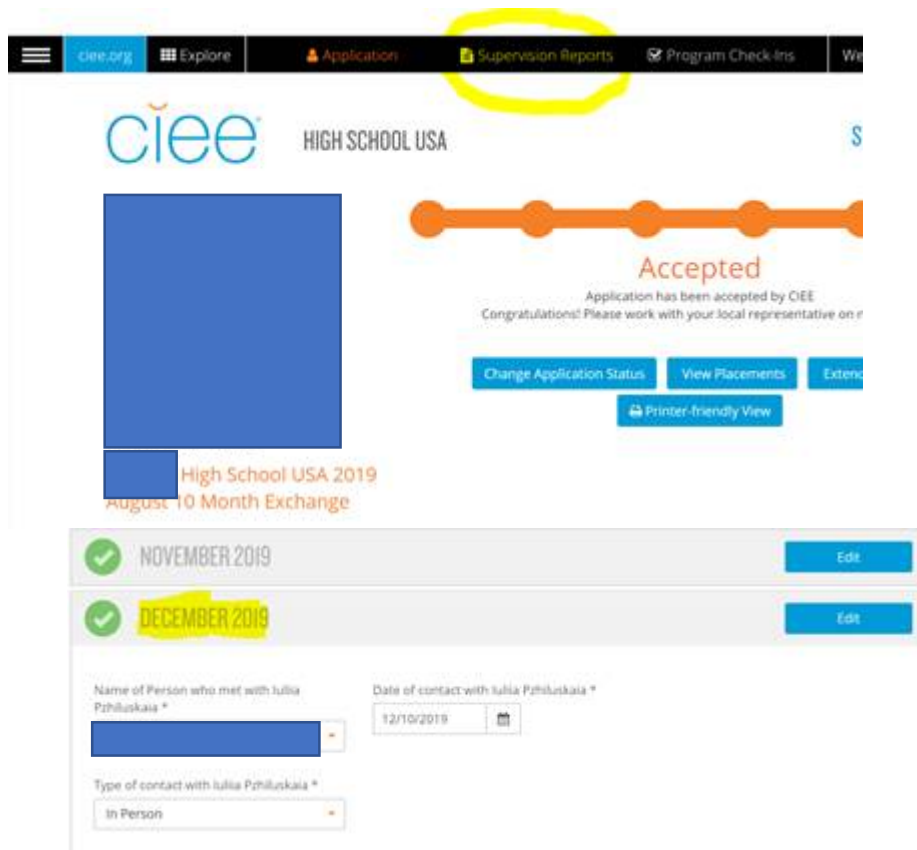 ciee.org Explore Application Supervision Reports Program Check-Ins We
ciee HIGH SCHOOL USA S
Accepted
Application has been accepted by CIEE
Congratulations! Please work with your local representative on
Change Application Status View Placements Extend
Printer-friendly View
High School USA 2019
August 10 Month Exchange
NOVEMBER 2019 Edit
DECEMBER 2019 Edit
Name of Person who met with Iuliia
Pzhiluskaia *
Date of contact with Iuliia Pzhiluskaia *
12/10/2019
Type of contact with Iuliia Pzhiluskaia *
In Person